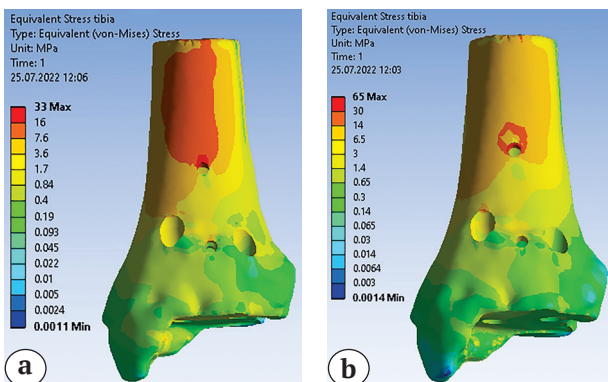 Equivalent Stress tibia
Type: Equivalent (von-Mises) Stress
Unit: MPa
Time: 1
25.07.2022 12:06
33 Max
16
7.6
3.6
1.7
0.84
0.4
0.19
0.093
0.045
0.022
0.01
0.005
0.0024
0.0011 Min
a
Equivalent Stress tibia
Type: Equivalent (von-Mises) Stress
Unit: MPa
Time: 1
25.07.2022 12:03
65 Max
30
14
6.5
3
1.4
0.65
0.3
0.14
0.065
0.03
0.014
0.0064
0.003
0.0014 Min
b